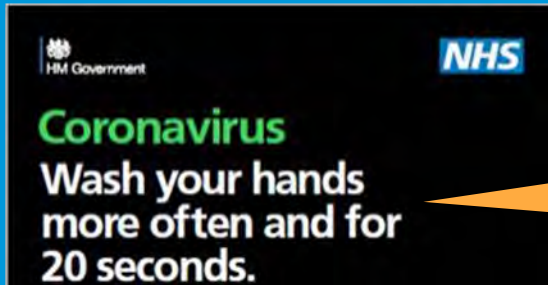 HM Government
NHS
Coronavirus
Wash your hands
more often and for
20 seconds.